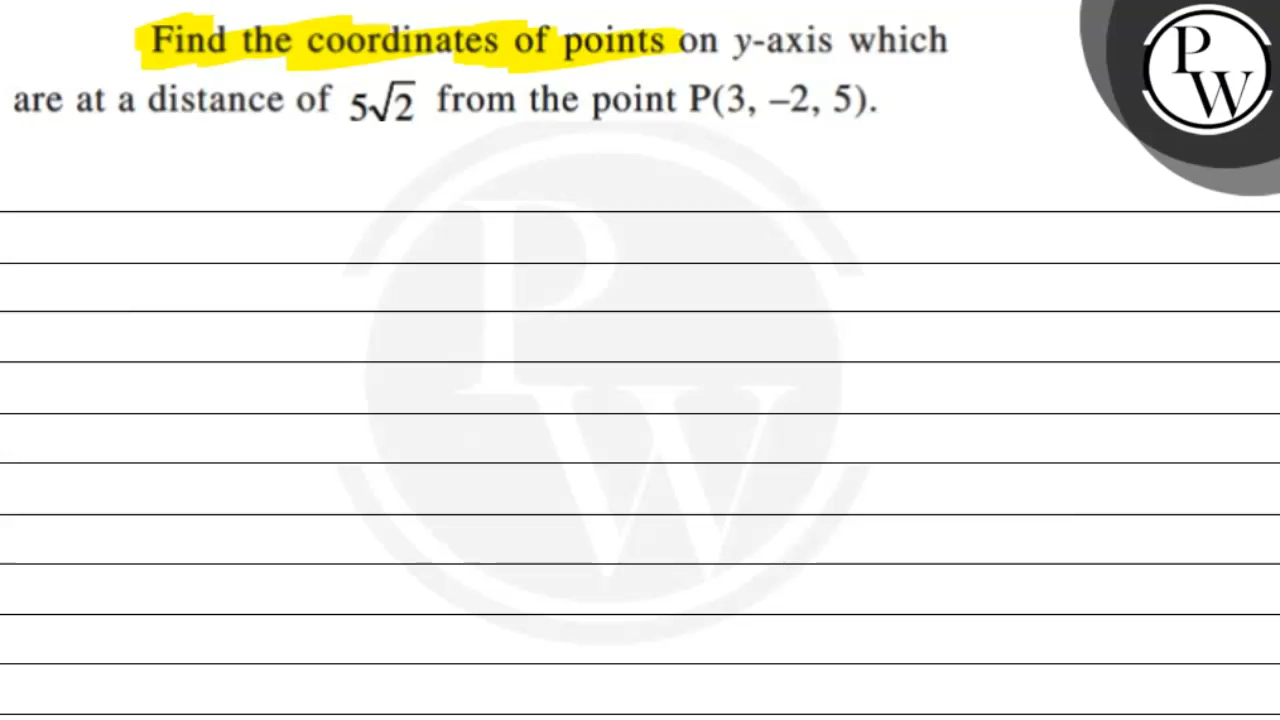 Find the coordinates of points on y-axis which
are at a distance of 5√2 from the point P(3, –2, 5).
P
W
P
W